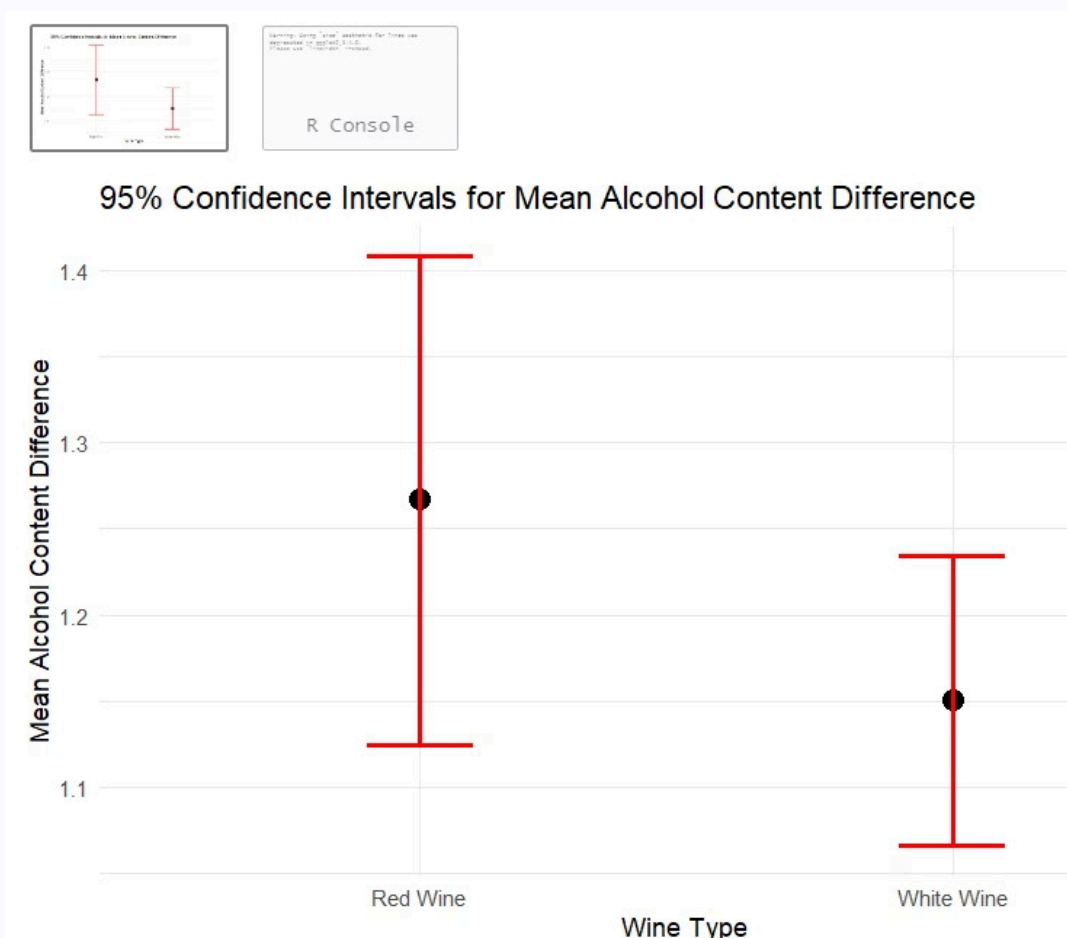 R Console
95% Confidence Intervals for Mean Alcohol Content Difference
Mean Alcohol Content Difference
1.4
1.3
1.2
1.1
Red Wine
White Wine
Wine Type